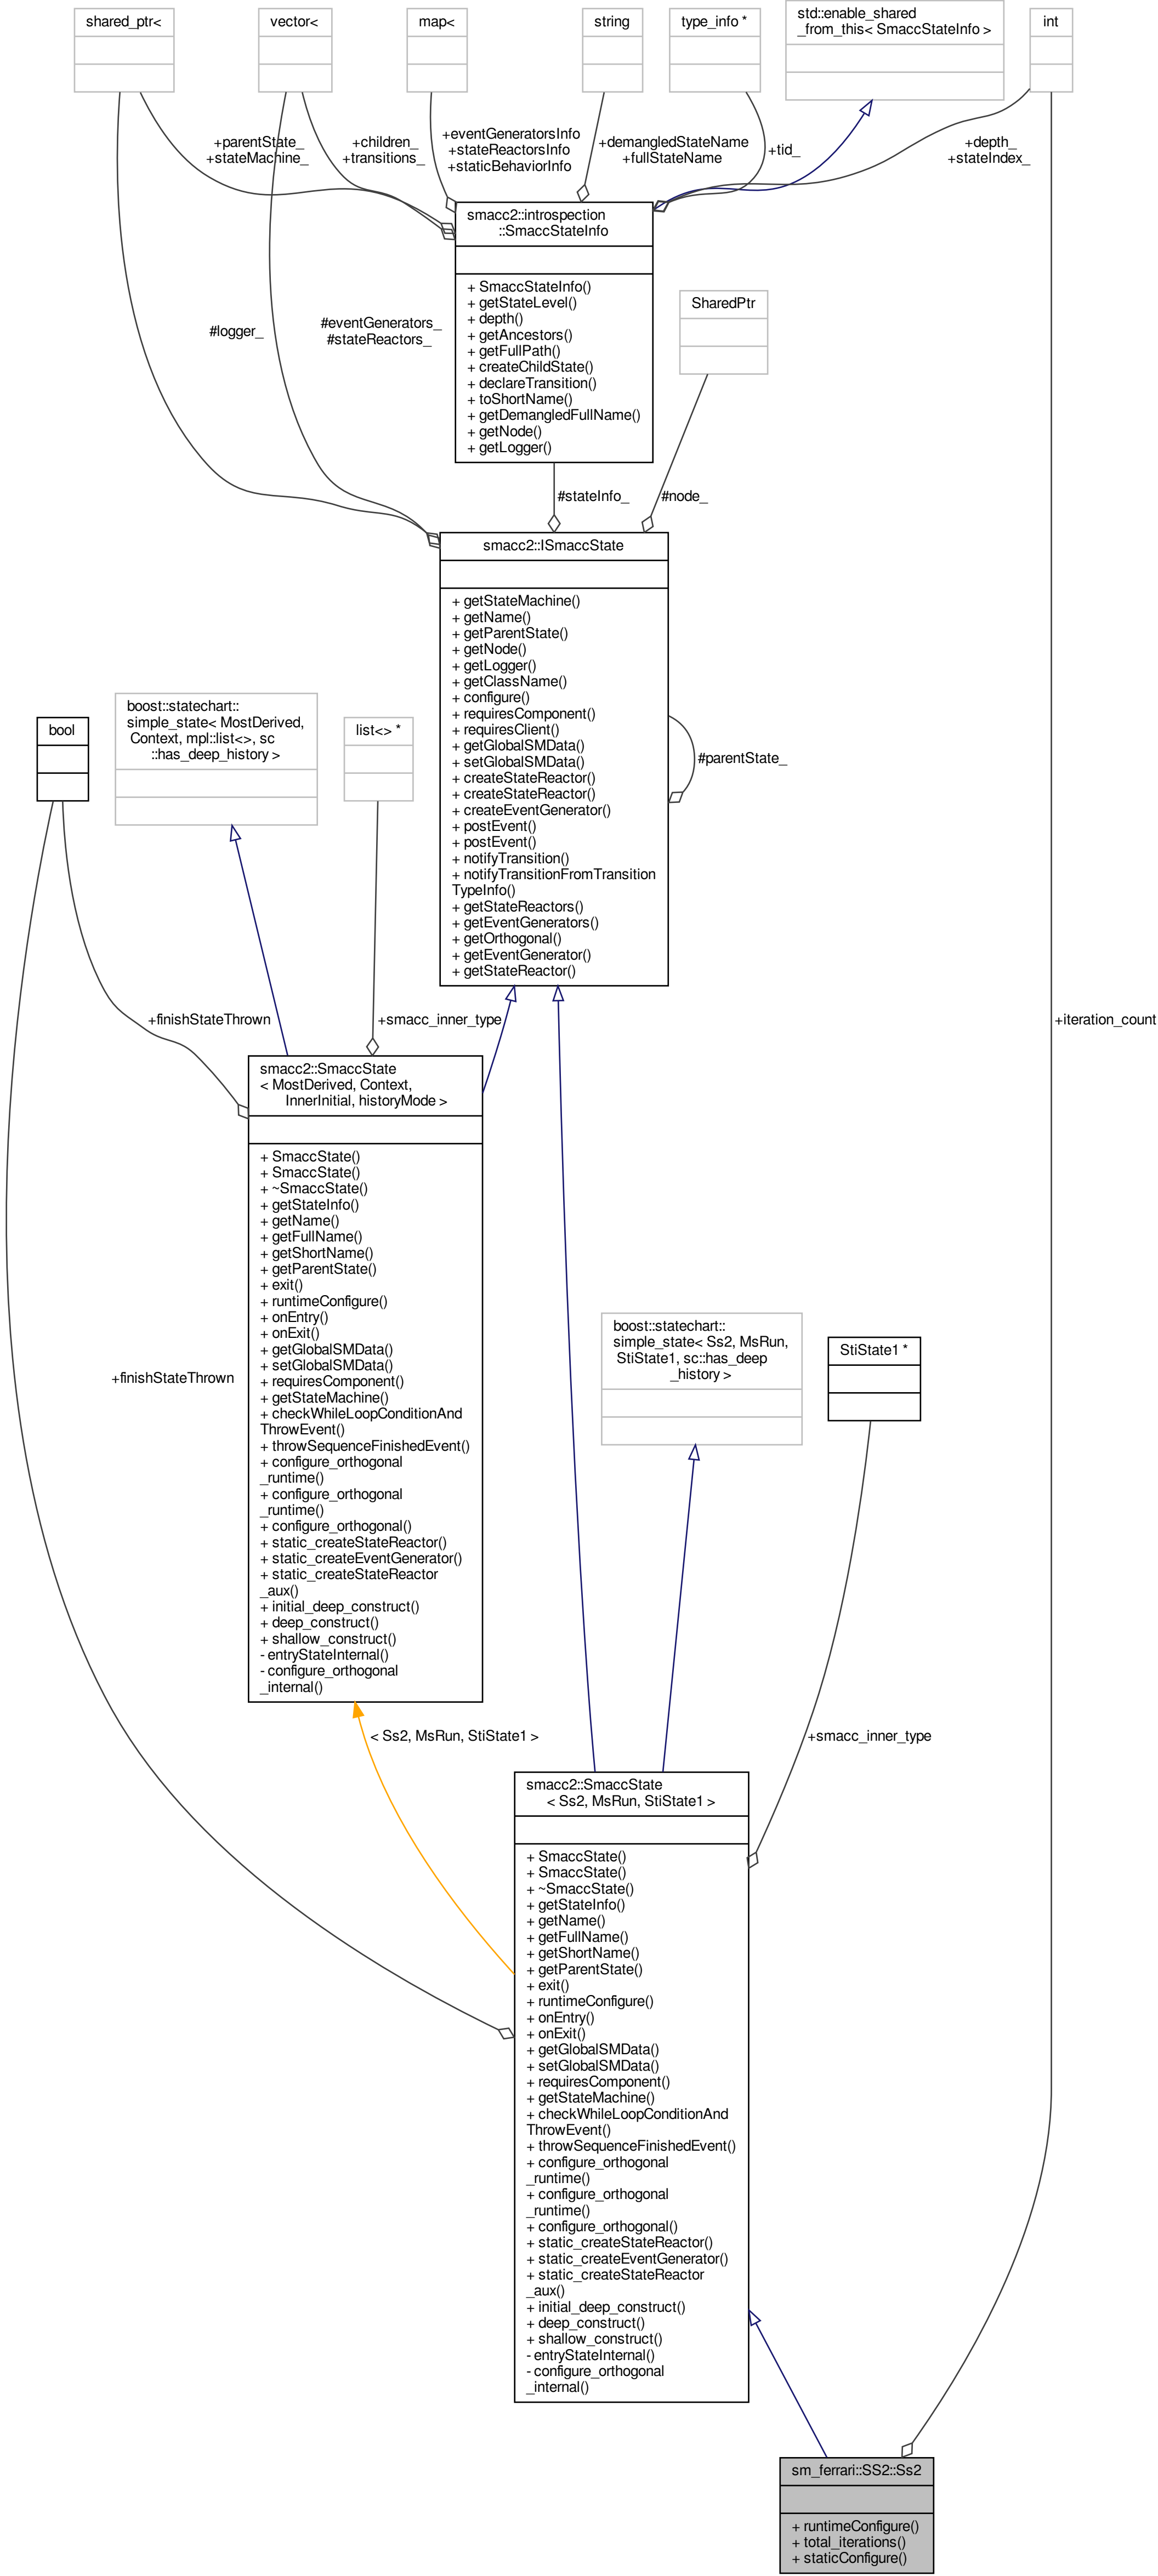 shared_ptr<
vector<
map<
string
type_info *
std::enable_shared
_from_this< SmaccStateInfo >
int
+parentState_
+stateMachine_
+children_
+transitions_
+eventGeneratorsInfo
+stateReactorsInfo
+staticBehaviorInfo
+demangledStateName
+fullStateName
+tid_
+depth_
+stateIndex_
smacc2::introspection
::SmaccStateInfo
+ SmaccStateInfo()
+ getStateLevel()
+ depth()
+ getAncestors()
+ getFullPath()
+ createChildState()
+ declareTransition()
+ toShortName()
+ getDemangledFullName()
+ getNode()
+ getLogger()
SharedPtr
#logger_
#eventGenerators_
#stateReactors_
#stateInfo_
#node_
smacc2::ISmaccState
+ getStateMachine()
+ getName()
+ getParentState()
+ getNode()
+ getLogger()
+ getClassName()
+ configure()
+ requiresComponent()
+ requiresClient()
+ getGlobalSMData()
+ setGlobalSMData()
+ createStateReactor()
+ createStateReactor()
+ createEventGenerator()
+ postEvent()
+ postEvent()
+ notifyTransition()
+ notifyTransitionFromTransition
TypeInfo()
+ getStateReactors()
+ getEventGenerators()
+ getOrthogonal()
+ getEventGenerator()
+ getStateReactor()
#parentState_
bool
boost::statechart::
simple_state< MostDerived,
Context, mpl::list<>, sc
::has_deep_history >
list<> *
+finishStateThrown
+smacc_inner_type
+iteration_count
smacc2::SmaccState
< MostDerived, Context,
InnerInitial, historyMode >
+ SmaccState()
+ SmaccState()
+ ~SmaccState()
+ getStateInfo()
+ getName()
+ getFullName()
+ getShortName()
+ getParentState()
+ exit()
+ runtimeConfigure()
+ onEntry()
+ onExit()
+ getGlobalSMData()
+ setGlobalSMData()
+ requiresComponent()
+ getStateMachine()
+ checkWhileLoopConditionAnd
ThrowEvent()
+ throwSequenceFinishedEvent()
+ configure_orthogonal
_runtime()
+ configure_orthogonal
_runtime()
+ configure_orthogonal()
+ static_createStateReactor()
+ static_createEventGenerator()
+ static_createStateReactor
_aux()
+ initial_deep_construct()
+ deep_construct()
+ shallow_construct()
- entryStateInternal()
- configure_orthogonal
_internal()
+finishStateThrown
boost::statechart::
simple_state< Ss2, MsRun,
StiState1, sc::has_deep
_history >
StiState1 *
< Ss2, MsRun, StiState1 >
+smacc_inner_type
smacc2::SmaccState
< Ss2, MsRun, StiState1 >
+ SmaccState()
+ SmaccState()
+ ~SmaccState()
+ getStateInfo()
+ getName()
+ getFullName()
+ getShortName()
+ getParentState()
+ exit()
+ runtimeConfigure()
+ onEntry()
+ onExit()
+ getGlobalSMData()
+ setGlobalSMData()
+ requiresComponent()
+ getStateMachine()
+ checkWhileLoopConditionAnd
ThrowEvent()
+ throwSequenceFinishedEvent()
+ configure_orthogonal
_runtime()
+ configure_orthogonal
_runtime()
+ configure_orthogonal()
+ static_createStateReactor()
+ static_createEventGenerator()
+ static_createStateReactor
_aux()
+ initial_deep_construct()
+ deep_construct()
+ shallow_construct()
- entryStateInternal()
- configure_orthogonal
_internal()
sm_ferrari::SS2::Ss2
+ runtimeConfigure()
+ total_iterations()
+ staticConfigure()